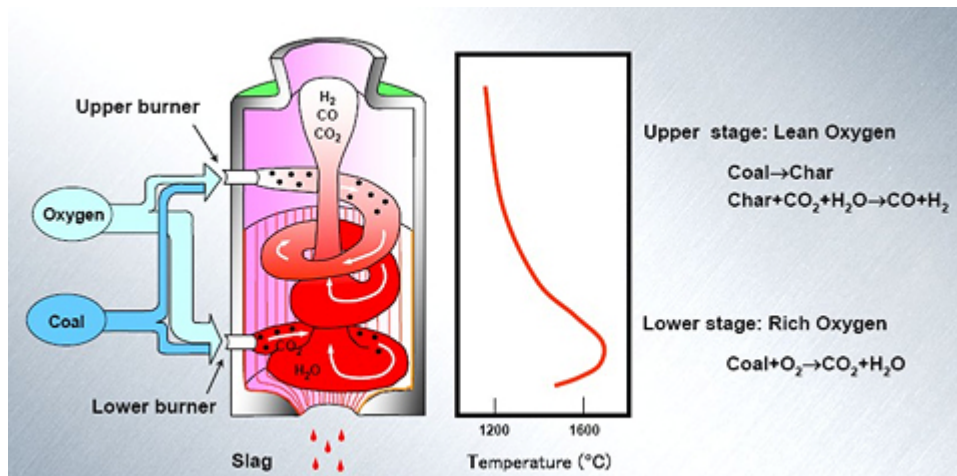 H₂
CO
CO₂
Upper burner
Oxygen
Coal
CO₂
H₂O
Lower burner
Slag
1200
1600
Temperature (°C)
Upper stage: Lean Oxygen
Coal→Char
Char+CO₂+H₂O→CO+H₂
Lower stage: Rich Oxygen
Coal+O₂→CO₂+H₂O